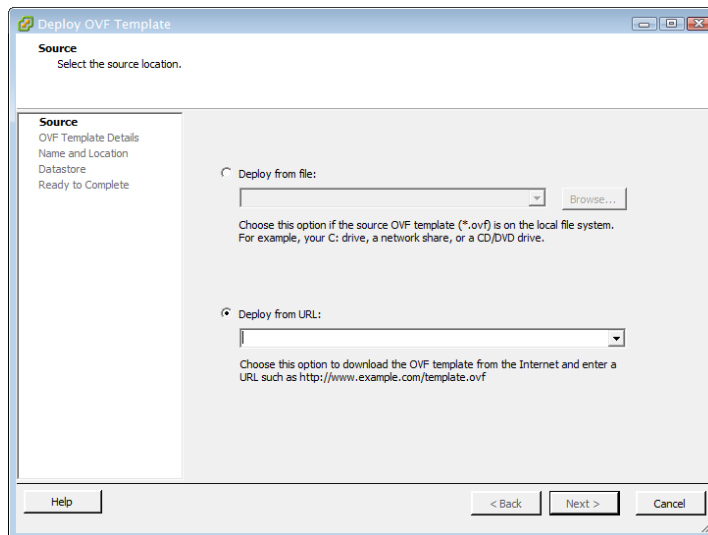 Deploy OVF Template
Source
Select the source location.
Source
OVF Template Details
Name and Location
Datastore
Ready to Complete
Deploy from file:
Browse...
Choose this option if the source OVF template (*.ovf) is on the local file system.
For example, your C: drive, a network share, or a CD/DVD drive.
Deploy from URL:
Choose this option to download the OVF template from the Internet and enter a
URL such as http://www.example.com/template.ovf
Help
< Back
Next >
Cancel